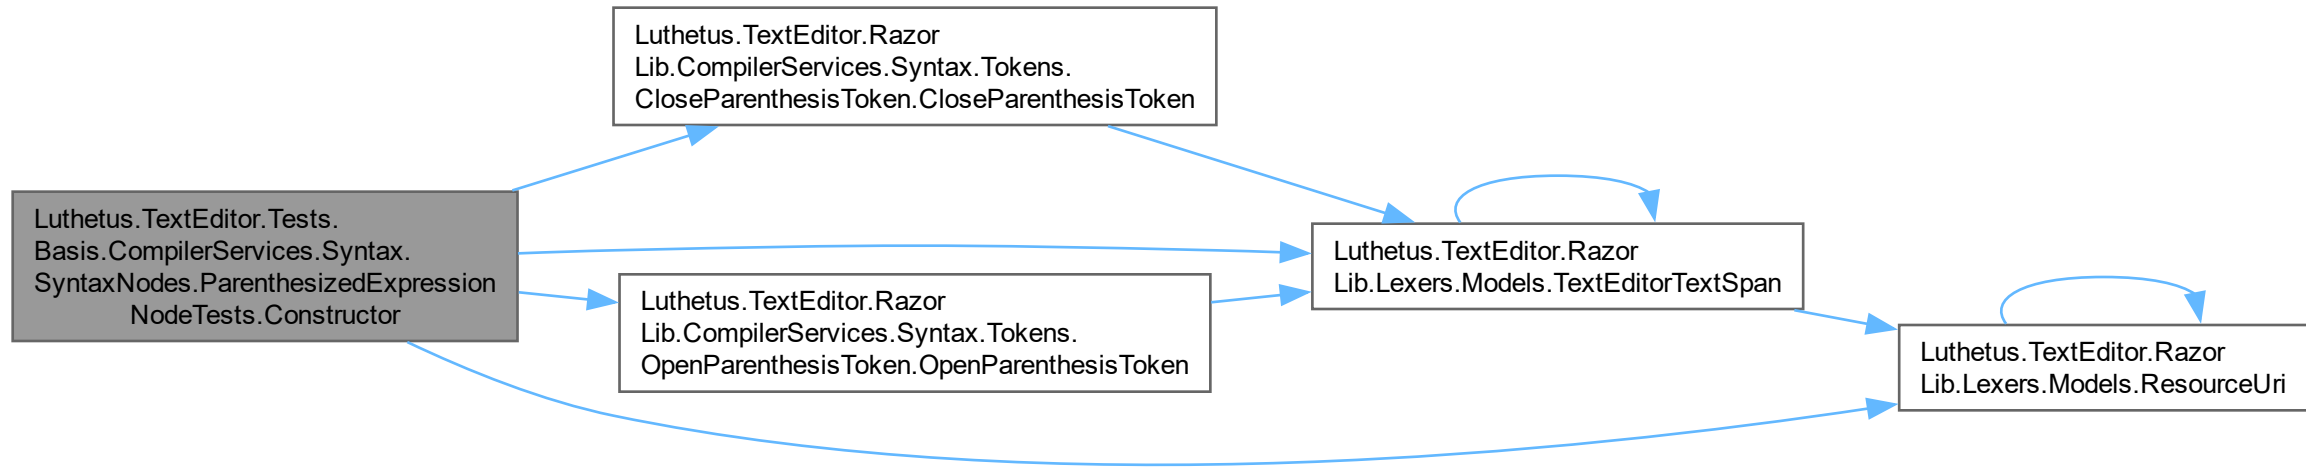 Luthetus.TextEditor.Razor
Lib.CompilerServices.Syntax.Tokens.
CloseParenthesisToken.CloseParenthesisToken
Luthetus.TextEditor.Tests.
Basis.CompilerServices.Syntax.
SyntaxNodes.ParenthesizedExpression
NodeTests.Constructor
Luthetus.TextEditor.Razor
Lib.CompilerServices.Syntax.Tokens.
OpenParenthesisToken.OpenParenthesisToken
Luthetus.TextEditor.Razor
Lib.Lexers.Models.TextEditorTextSpan
Luthetus.TextEditor.Razor
Lib.Lexers.Models.ResourceUri